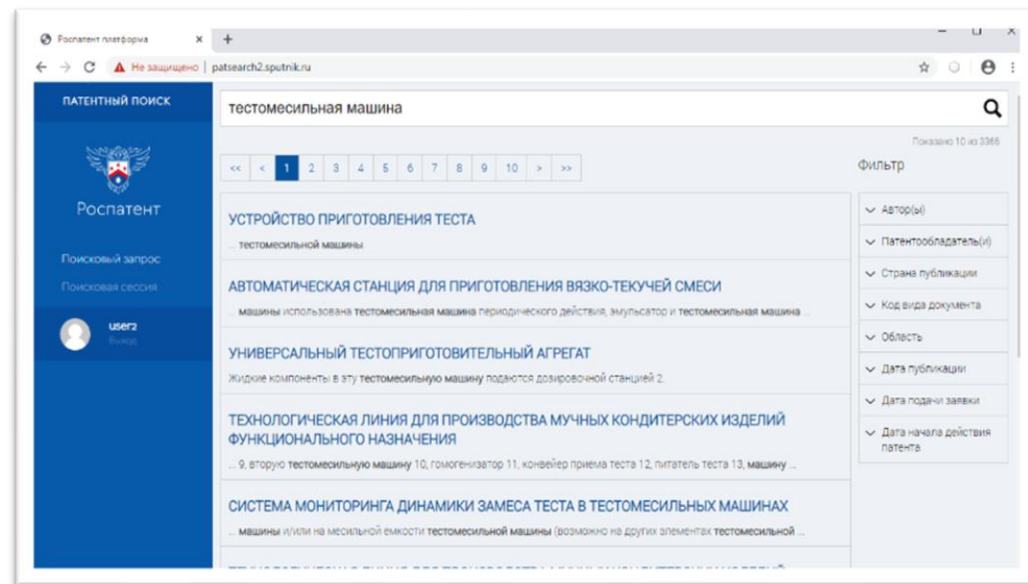 Роспатент платформа
Не защищено | patsearch2.sputnik.ru
ПАТЕНТНЫЙ ПОИСК
Роспатент
Поисковый запрос
Поисковая сессия
user2
Выход
тестомесильная машина
Показано 10 из 3366
<< < 1 2 3 4 5 6 7 8 9 10 > >>
УСТРОЙСТВО ПРИГОТОВЛЕНИЯ ТЕСТА
... тестомесильной машины.
АВТОМАТИЧЕСКАЯ СТАНЦИЯ ДЛЯ ПРИГОТОВЛЕНИЯ ВЯЗКО-ТЕКУЧЕЙ СМЕСИ
... машины использована тестомесильная машина периодического действия, эмульсатор и тестомесильная машина ...
УНИВЕРСАЛЬНЫЙ ТЕСТОПРИГОТОВИТЕЛЬНЫЙ АГРЕГАТ
Жидкие компоненты в эту тестомесильную машину подаются дозировочной станцией 2.
ТЕХНОЛОГИЧЕСКАЯ ЛИНИЯ ДЛЯ ПРОИЗВОДСТВА МУЧНЫХ КОНДИТЕРСКИХ ИЗДЕЛИЙ
ФУНКЦИОНАЛЬНОГО НАЗНАЧЕНИЯ
... 9, вторую тестомесильную машину 10, гомогенизатор 11, конвейер приема теста 12, питатель теста 13, машину ...
СИСТЕМА МОНИТОРИНГА ДИНАМИКИ ЗАМЕСА ТЕСТА В ТЕСТОМЕСИЛЬНЫХ МАШИНАХ
... машины и/или на месильной емкости тестомесильной машины (возможно на других элементах тестомесильной ...
Фильтр
Автор(ы)
Патентообладатель(и)
Страна публикации
Код вида документа
Область
Дата публикации
Дата подачи заявки
Дата начала действия
патента